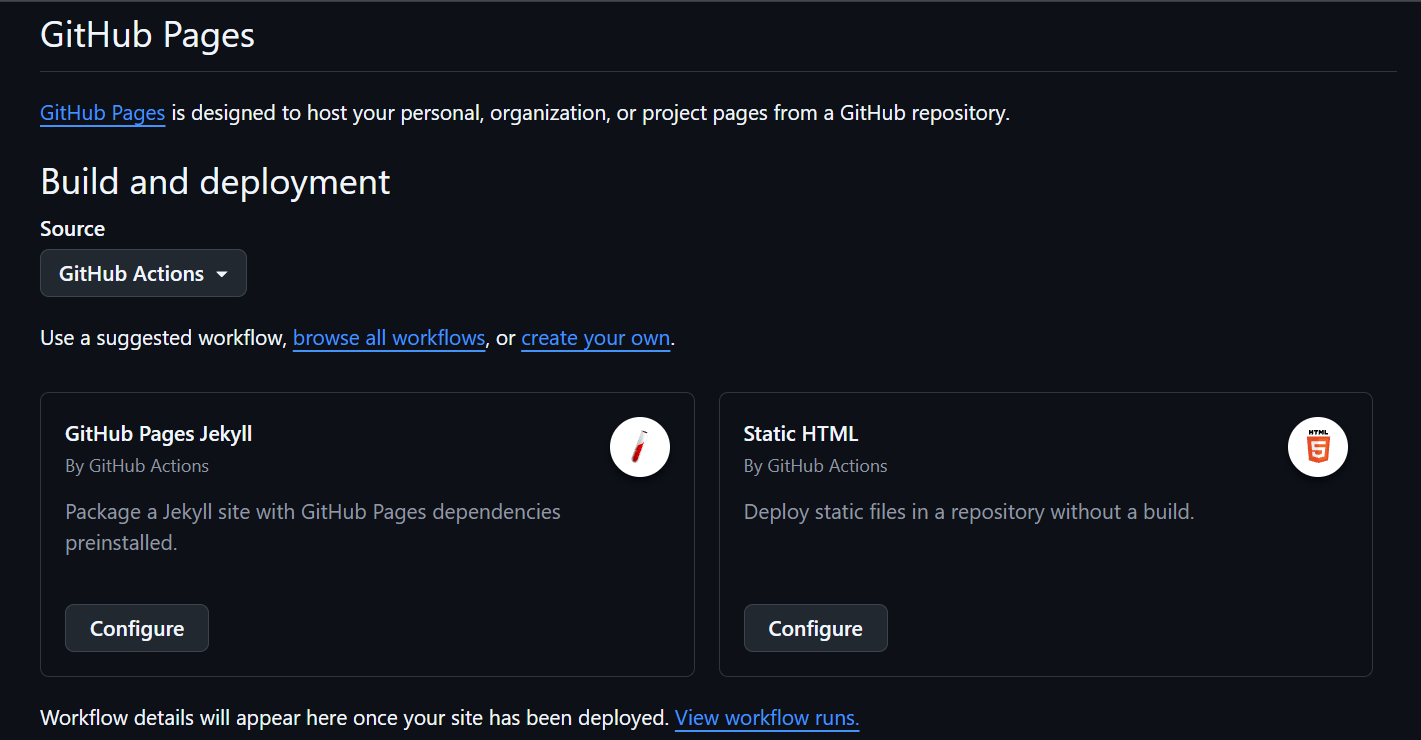 GitHub Pages
GitHub Pages is designed to host your personal, organization, or project pages from a GitHub repository.
Build and deployment
Source
GitHub Actions
Use a suggested workflow, browse all workflows, or create your own.
GitHub Pages Jekyll
By GitHub Actions
Package a Jekyll site with GitHub Pages dependencies
preinstalled.
Configure
Static HTML
By GitHub Actions
HTML
5
Deploy static files in a repository without a build.
Configure
Workflow details will appear here once your site has been deployed. View workflow runs.